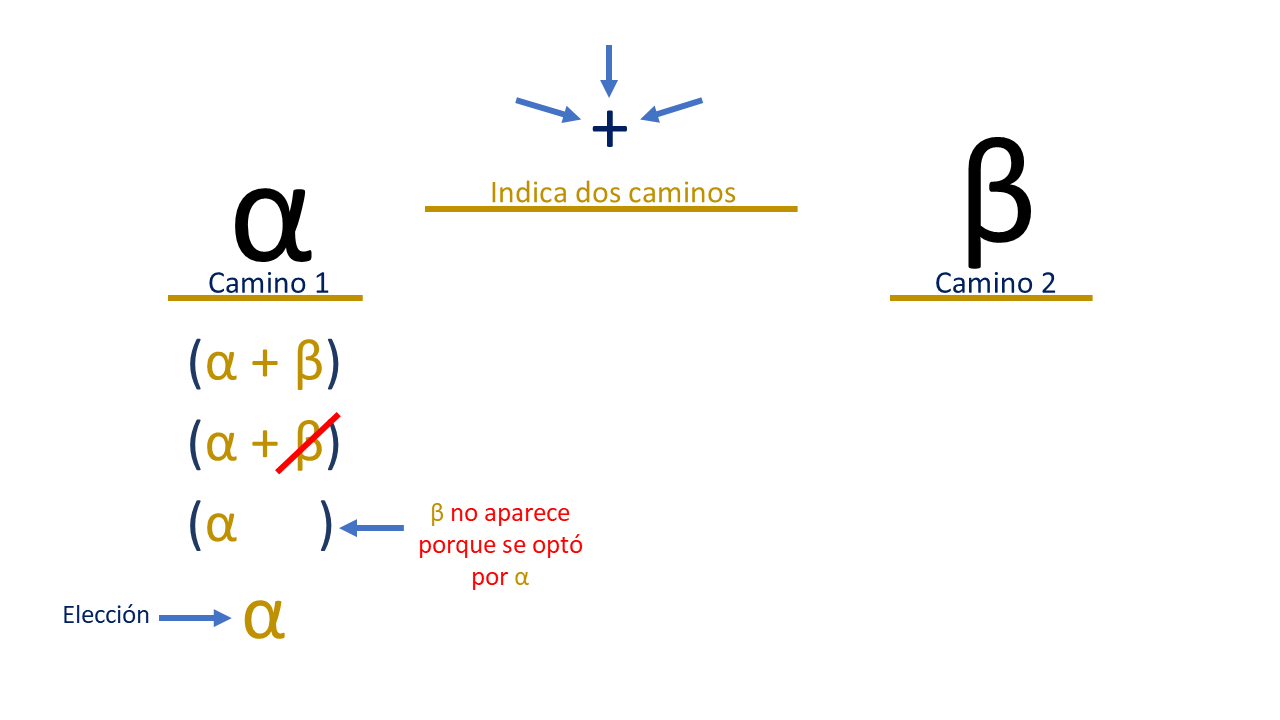 +
Indica dos caminos
α
Camino 1
β
Camino 2
(α + β)
(α + β)
(α )
β no aparece
porque se optó
por α
Elección
α